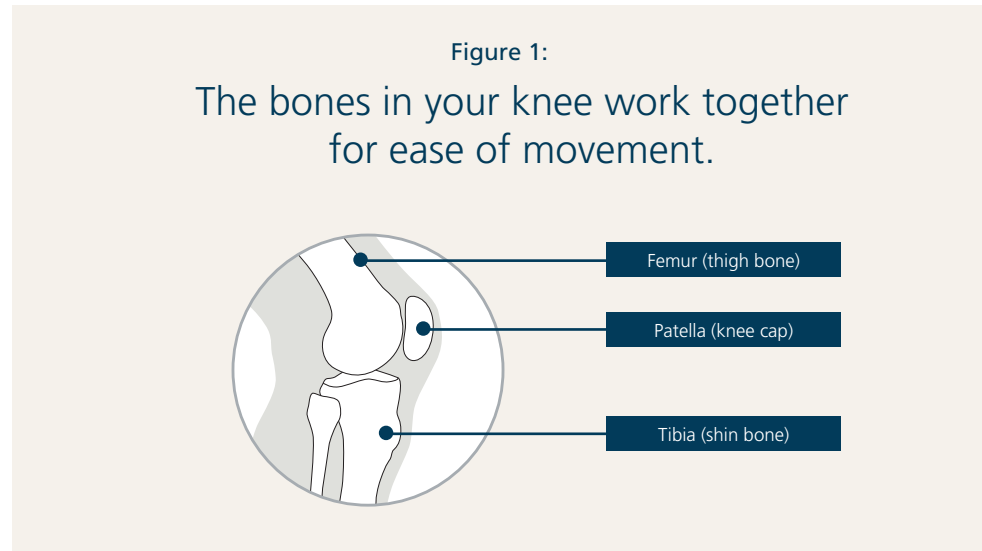 Figure 1:
The bones in your knee work together
for ease of movement.
Femur (thigh bone)
Patella (knee cap)
Tibia (shin bone)